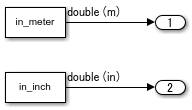 in_meter
double (m)
1
in_inch
double (in)
2